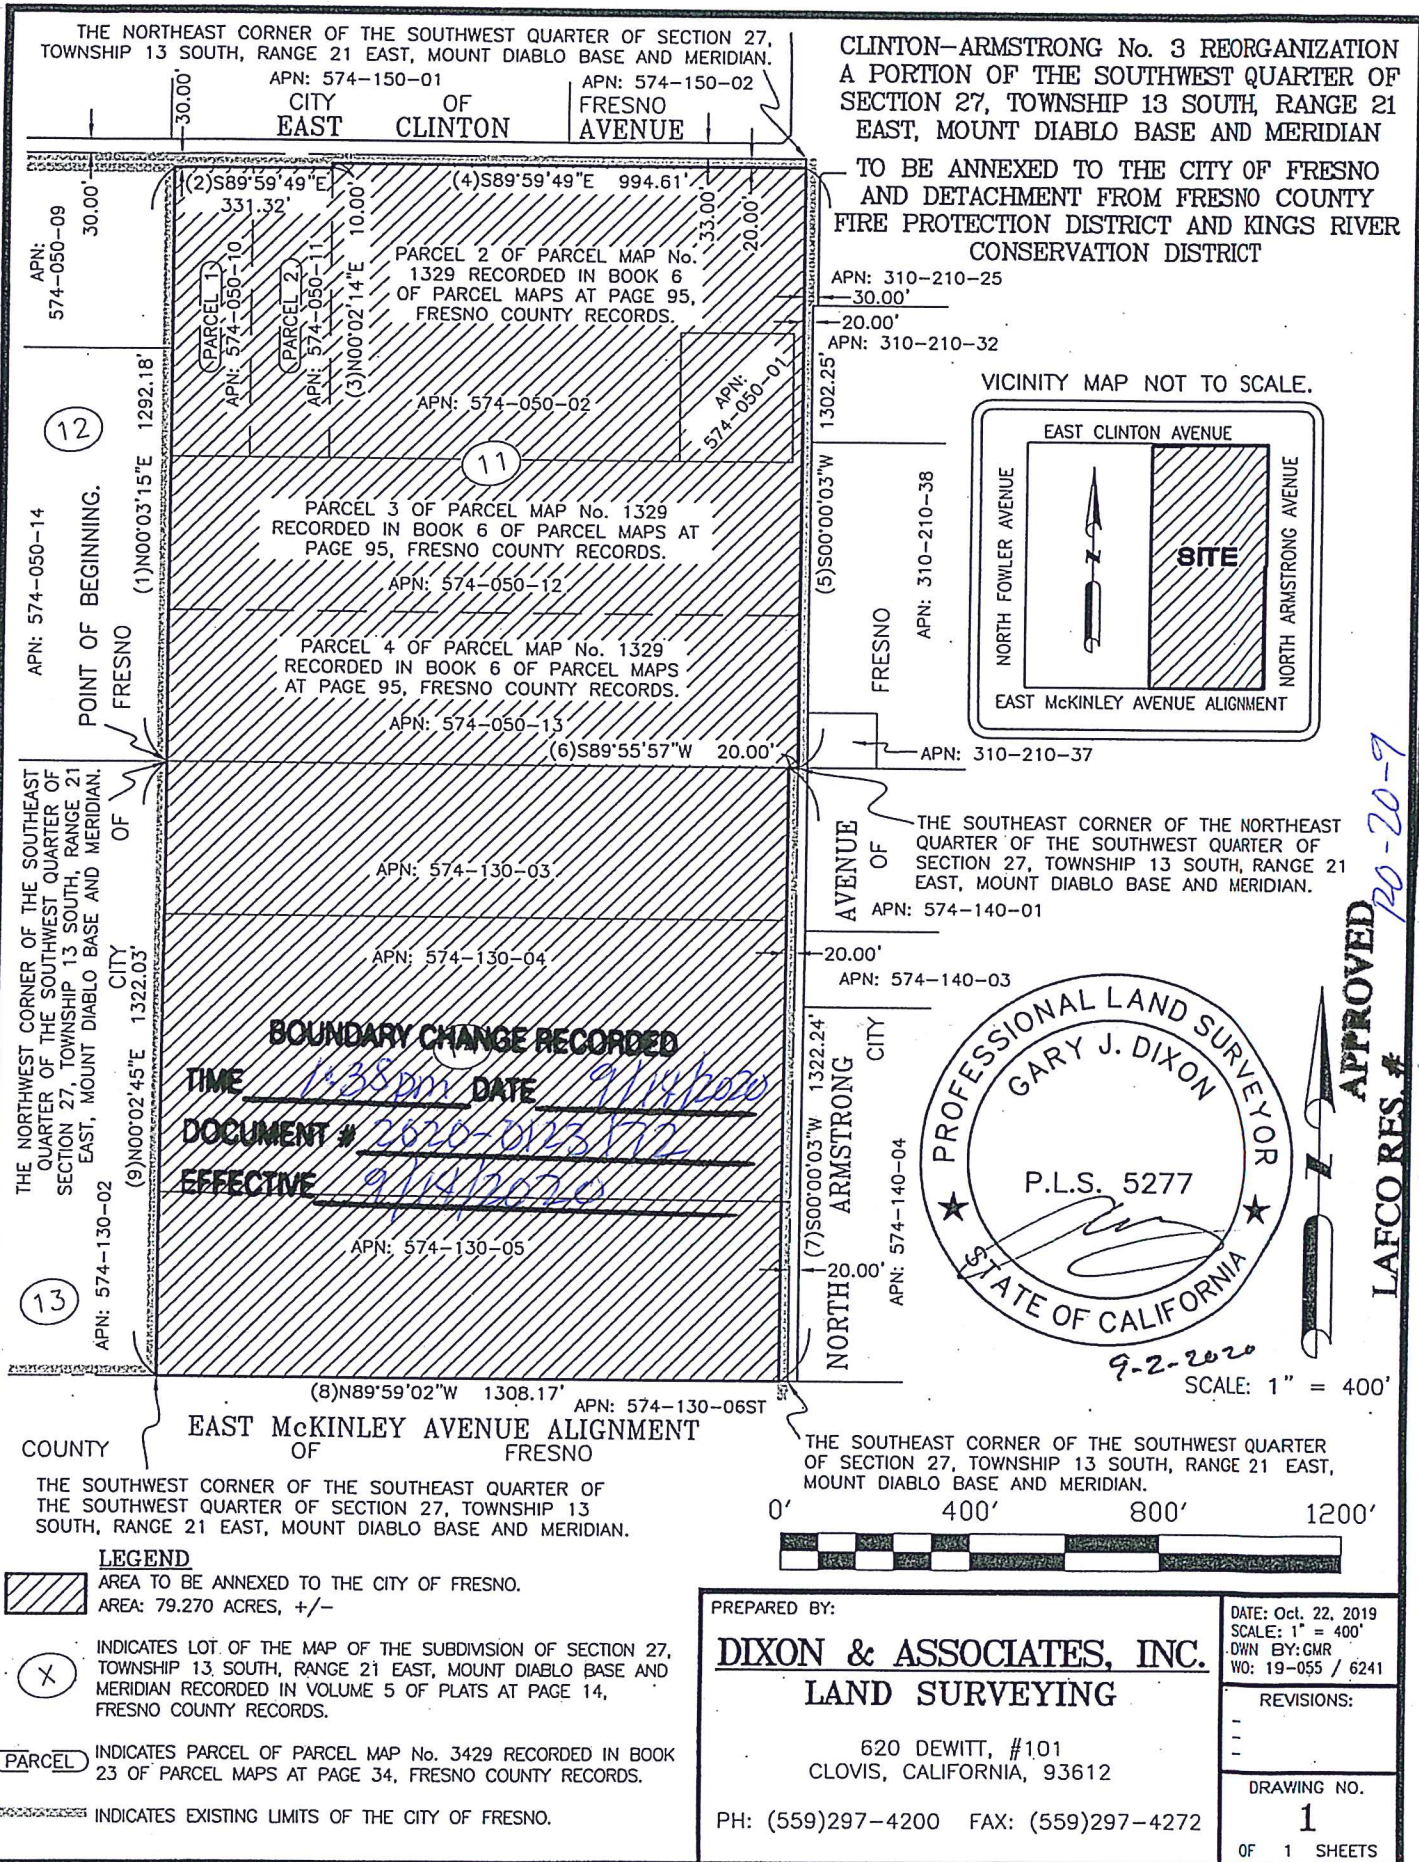 THE NORTHEAST CORNER OF THE SOUTHWEST QUARTER OF SECTION 27,
TOWNSHIP 13 SOUTH, RANGE 21 EAST, MOUNT DIABLO BASE AND MERIDIAN.
CLINTON-ARMSTRONG No. 3 REORGANIZATION
A PORTION OF THE SOUTHWEST QUARTER OF
SECTION 27, TOWNSHIP 13 SOUTH, RANGE 21
EAST, MOUNT DIABLO BASE AND MERIDIAN
TO BE ANNEXED TO THE CITY OF FRESNO
AND DETACHMENT FROM FRESNO COUNTY
FIRE PROTECTION DISTRICT AND KINGS RIVER
CONSERVATION DISTRICT
APN: 574-150-01
APN: 574-150-02
CITY OF FRESNO
EAST CLINTON AVENUE
30.00'
30.00'
APN:
574-050-09
(2)S89°59'49"E
331.32'
(4)S89°59'49"E 994.61'
33.00'
20.00'
(3)N00°02'14"E 10.00'
PARCEL 1
APN: 574-050-10
PARCEL 2
APN: 574-050-11
PARCEL 2 OF PARCEL MAP No.
1329 RECORDED IN BOOK 6
OF PARCEL MAPS AT PAGE 95,
FRESNO COUNTY RECORDS.
APN: 574-050-02
APN:
574-050-01
APN: 310-210-25
30.00'
20.00'
APN: 310-210-32
(5)S00°00'03"W 1302.25'
APN: 310-210-38
VICINITY MAP NOT TO SCALE.
EAST CLINTON AVENUE
NORTH FOWLER AVENUE
N
SITE
NORTH ARMSTRONG AVENUE
EAST McKINLEY AVENUE ALIGNMENT
12
11
(1)N00°03'15"E 1292.18'
APN: 574-050-14
POINT OF BEGINNING.
PARCEL 3 OF PARCEL MAP No. 1329
RECORDED IN BOOK 6 OF PARCEL MAPS AT
PAGE 95, FRESNO COUNTY RECORDS.
APN: 574-050-12
PARCEL 4 OF PARCEL MAP No. 1329
RECORDED IN BOOK 6 OF PARCEL MAPS
AT PAGE 95, FRESNO COUNTY RECORDS.
APN: 574-050-13
(6)S89°55'57"W 20.00'
APN: 310-210-37
CITY OF FRESNO
THE NORTHWEST CORNER OF THE SOUTHEAST
QUARTER OF THE SOUTHWEST QUARTER OF
SECTION 27, TOWNSHIP 13 SOUTH, RANGE 21
EAST, MOUNT DIABLO BASE AND MERIDIAN.
THE SOUTHEAST CORNER OF THE NORTHEAST
QUARTER OF THE SOUTHWEST QUARTER OF
SECTION 27, TOWNSHIP 13 SOUTH, RANGE 21
EAST, MOUNT DIABLO BASE AND MERIDIAN.
APN: 574-130-03
APN: 574-140-01
APN: 574-130-04
20.00'
APN: 574-140-03
NORTH ARMSTRONG AVENUE
CITY OF FRESNO
(9)N00°02'45"E 1322.03'
(7)S00°00'03"W 1322.24'
BOUNDARY CHANGE RECORDED
TIME 1:38pm DATE 9/14/2020
DOCUMENT # 2020-0123172
EFFECTIVE 9/14/2020
APN: 574-130-02
APN: 574-130-05
APN: 574-140-04
20.00'
13
PROFESSIONAL LAND SURVEYOR
GARY J. DIXON
P.L.S. 5277
STATE OF CALIFORNIA
9-2-2020
N
APPROVED
LAFCO RES. # RO-20-9
SCALE: 1" = 400'
(8)N89°59'02"W 1308.17'
APN: 574-130-06ST
EAST McKINLEY AVENUE ALIGNMENT
COUNTY OF FRESNO
THE SOUTHWEST CORNER OF THE SOUTHEAST QUARTER OF
THE SOUTHWEST QUARTER OF SECTION 27, TOWNSHIP 13
SOUTH, RANGE 21 EAST, MOUNT DIABLO BASE AND MERIDIAN.
THE SOUTHEAST CORNER OF THE SOUTHWEST QUARTER
OF SECTION 27, TOWNSHIP 13 SOUTH, RANGE 21 EAST,
MOUNT DIABLO BASE AND MERIDIAN.
0' 400' 800' 1200'
LEGEND
AREA TO BE ANNEXED TO THE CITY OF FRESNO.
AREA: 79.270 ACRES, +/-
X
INDICATES LOT OF THE MAP OF THE SUBDIVISION OF SECTION 27,
TOWNSHIP 13 SOUTH, RANGE 21 EAST, MOUNT DIABLO BASE AND
MERIDIAN RECORDED IN VOLUME 5 OF PLATS AT PAGE 14,
FRESNO COUNTY RECORDS.
PARCEL
INDICATES PARCEL OF PARCEL MAP No. 3429 RECORDED IN BOOK
23 OF PARCEL MAPS AT PAGE 34, FRESNO COUNTY RECORDS.
INDICATES EXISTING LIMITS OF THE CITY OF FRESNO.
PREPARED BY:
DIXON & ASSOCIATES, INC.
LAND SURVEYING
620 DEWITT, #101
CLOVIS, CALIFORNIA, 93612
PH: (559)297-4200 FAX: (559)297-4272
DATE: Oct. 22, 2019
SCALE: 1" = 400'
DWN BY:GMR
WO: 19-055 / 6241
REVISIONS:
-
-
-
DRAWING NO.
1
OF 1 SHEETS